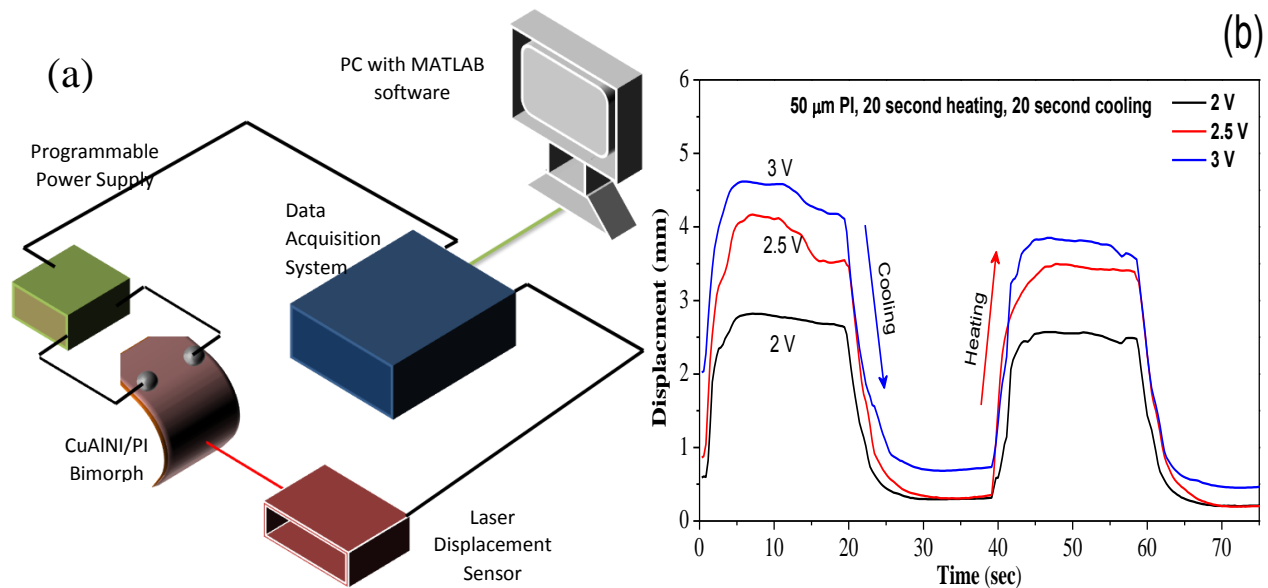 (a)
PC with MATLAB
software
Programmable
Power Supply
Data
Acquisition
System
CuAlNI/PI
Bimorph
Laser
Displacement
Sensor
(b)
50 µm PI, 20 second heating, 20 second cooling
2 V
2.5 V
3 V
3 V
2.5 V
2 V
Cooling
Heating
Displacment (mm)
6
5
4
3
2
1
0
0 10 20 30 40 50 60 70
Time (sec)